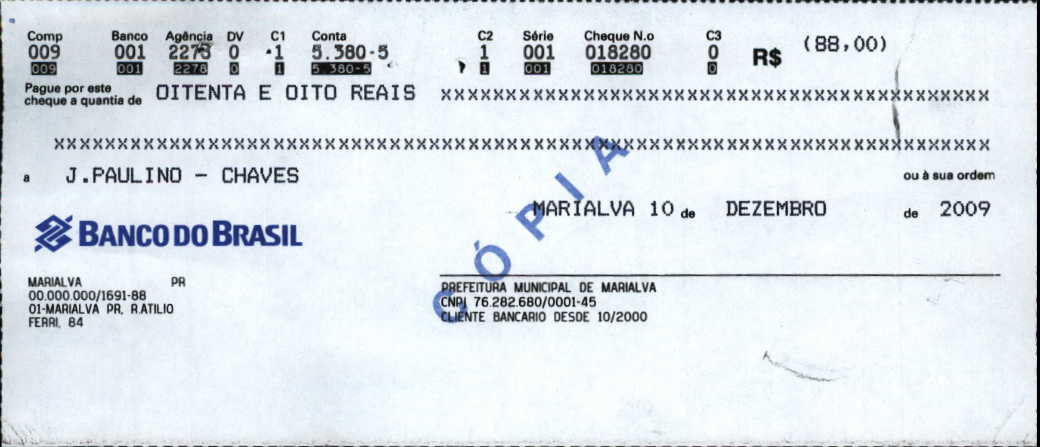 Comp Banco Agência DV C1 Conta C2 Série Cheque N.o C3
009 001 2278 0 1 5.380-5 1 001 018280 0 R$ (88,00)
009 001 2278 0 1 5.380-5 1 001 018280 0
Pague por este
cheque a quantia de OITENTA E OITO REAIS xxxxxxxxxxxxxxxxxxxxxxxxxxxxxxxxxxxxxxxxxxxxx
xxxxxxxxxxxxxxxxxxxxxxxxxxxxxxxxxxxxxxxxxxxxxxxxxxxxxxxxxxxxxxxxxxxxxxxxxxx
a J.PAULINO - CHAVES ou à sua ordem
MARIALVA 10 de DEZEMBRO de 2009
CÓPIA
BANCO DO BRASIL
MARIALVA PR
00.000.000/1691-88
01-MARIALVA PR, R.ATILIO
FERRI, 84
PREFEITURA MUNICIPAL DE MARIALVA
CNPJ 76.282.680/0001-45
CLIENTE BANCARIO DESDE 10/2000